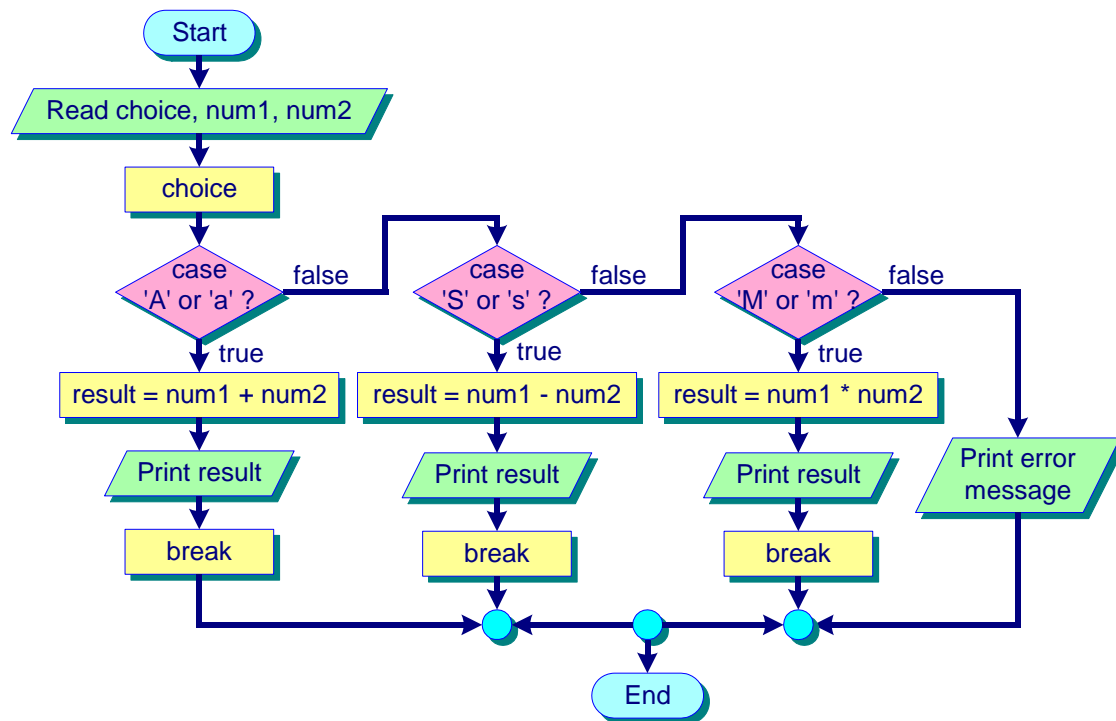 Start
Read choice, num1, num2
choice
case
'A' or 'a' ?
false
case
'S' or 's' ?
false
case
'M' or 'm' ?
false
true
true
true
result = num1 + num2
result = num1 - num2
result = num1 * num2
Print result
Print result
Print result
Print error
message
break
break
break
End